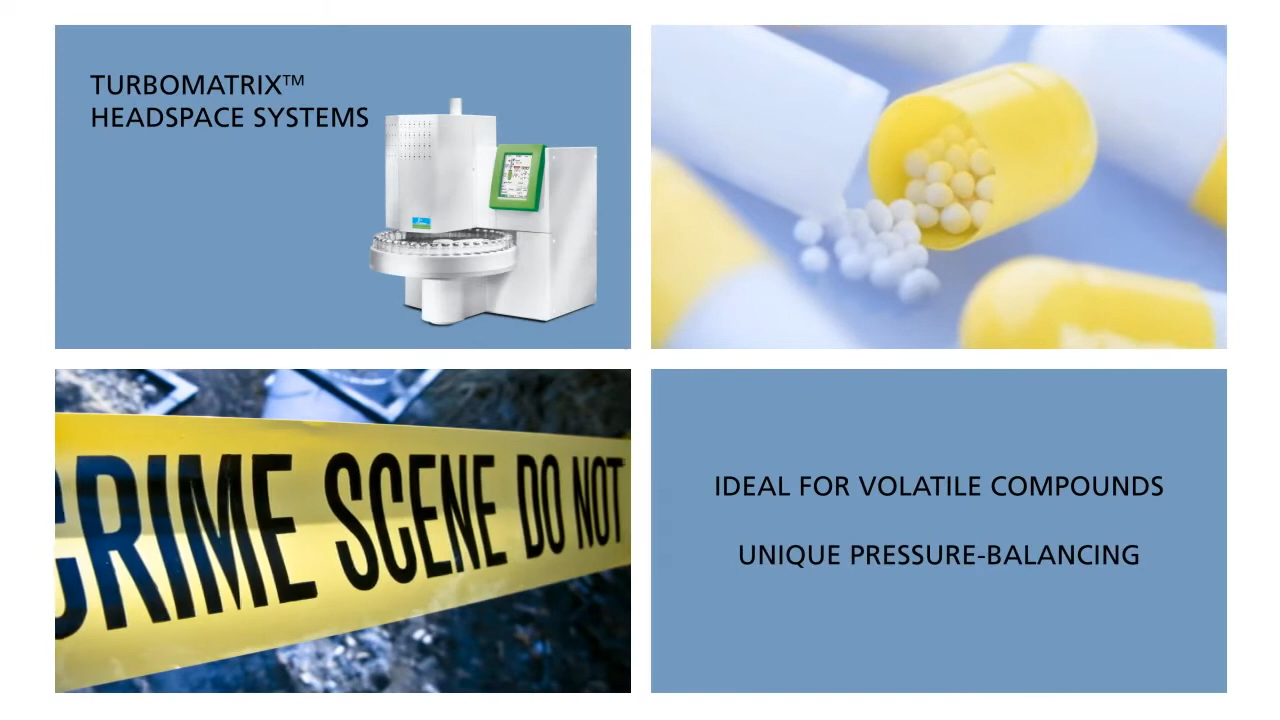 TURBOMATRIX™
HEADSPACE SYSTEMS
CRIME SCENE DO NOT
IDEAL FOR VOLATILE COMPOUNDS
UNIQUE PRESSURE-BALANCING